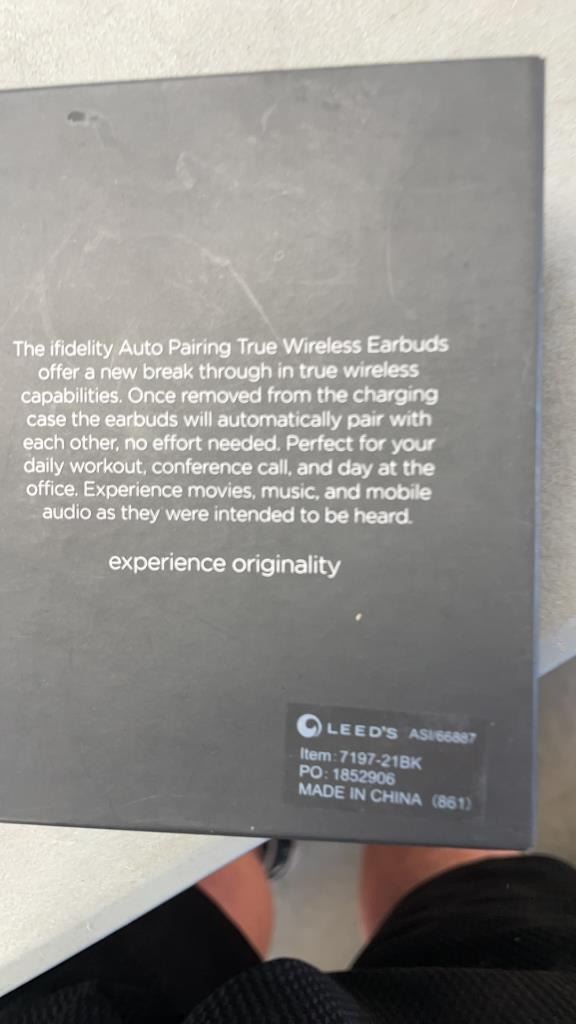 The ifidelity Auto Pairing True Wireless Earbuds
offer a new break through in true wireless
capabilities. Once removed from the charging
case the earbuds will automatically pair with
each other, no effort needed. Perfect for your
daily workout, conference call, and day at the
office. Experience movies, music, and mobile
audio as they were intended to be heard.
experience originality
LEED'S ASI/66887
Item: 7197-21BK
PO: 1852906
MADE IN CHINA (861)